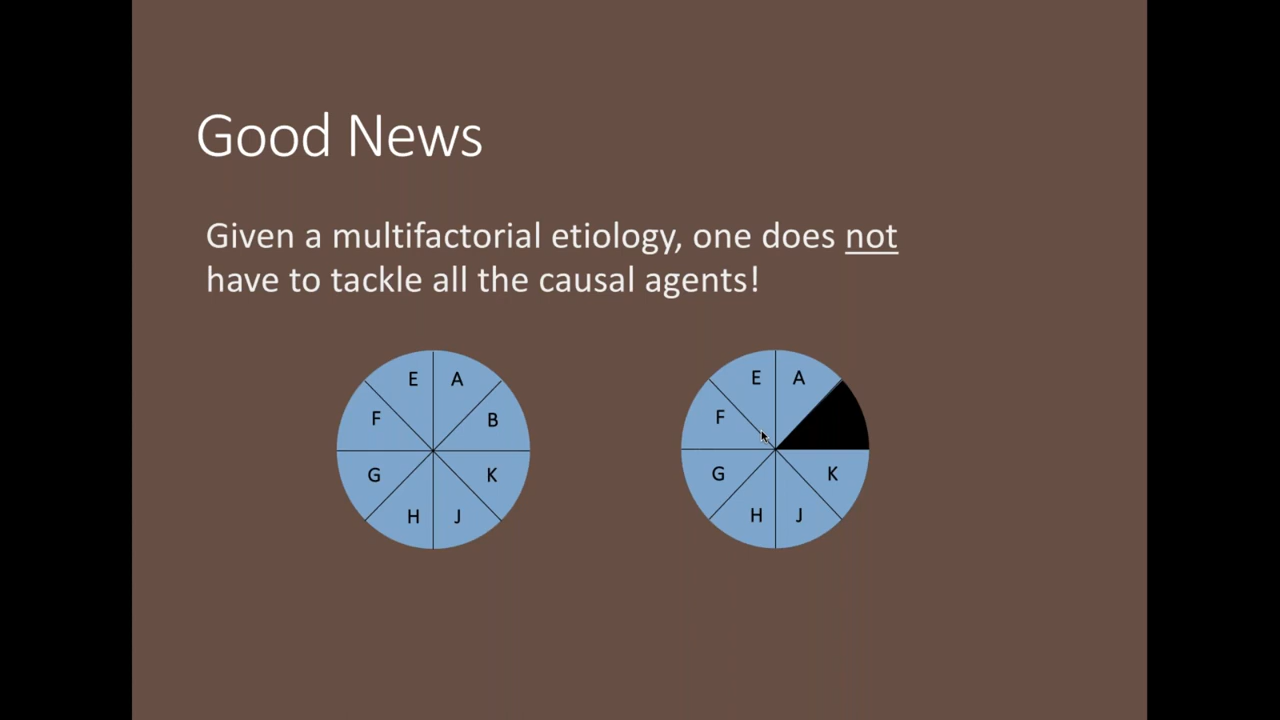 Good News
Given a multifactorial etiology, one does not
have to tackle all the causal agents!
E A
F B
G K
H J
E A
F
G K
H J